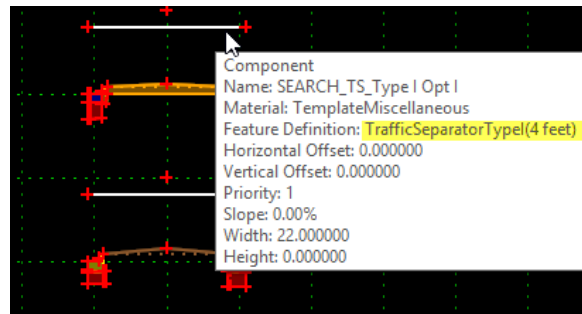 Component
Name: SEARCH_TS_Type I Opt I
Material: TemplateMiscellaneous
Feature Definition: TrafficSeparatorTypeI(4 feet)
Horizontal Offset: 0.000000
Vertical Offset: 0.000000
Priority: 1
Slope: 0.00%
Width: 22.000000
Height: 0.000000